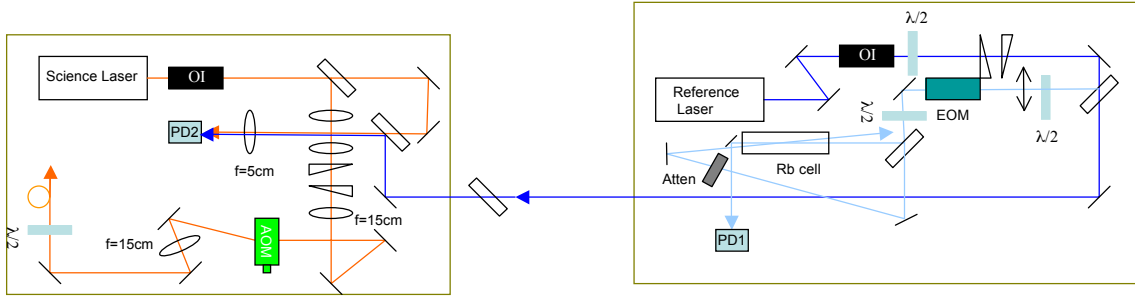 Science Laser
OI
PD2
f=5cm
f=15cm
AOM
f=15cm
λ/2
λ/2
OI
Reference
Laser
λ/2
EOM
λ/2
Rb cell
Atten
PD1